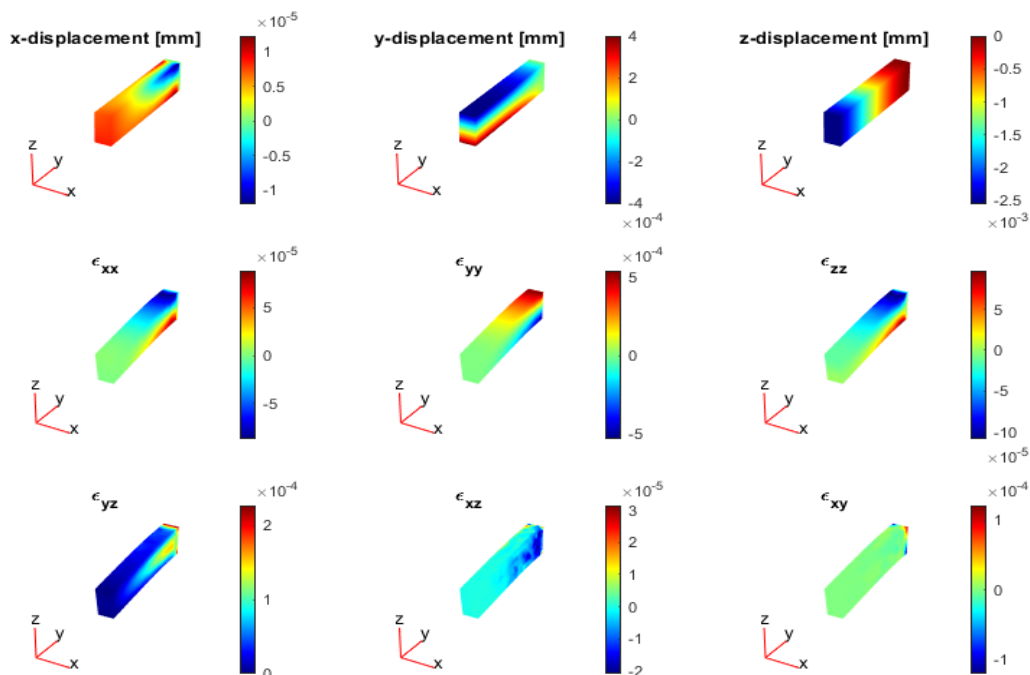 x-displacement [mm]
×10⁻⁵
1
0.5
0
-0.5
-1
z
y
x
y-displacement [mm]
4
2
0
-2
-4
×10⁻⁴
z
y
x
z-displacement [mm]
0
-0.5
-1
-1.5
-2
-2.5
×10⁻³
z
y
x
ϵxx
×10⁻⁵
5
0
-5
z
y
x
ϵyy
×10⁻⁴
5
0
-5
z
y
x
ϵzz
5
0
-5
-10
×10⁻⁵
z
y
x
ϵyz
×10⁻⁴
2
1
0
z
y
x
ϵxz
×10⁻⁵
3
2
1
0
-1
-2
z
y
x
ϵxy
×10⁻⁴
1
0
-1
z
y
x